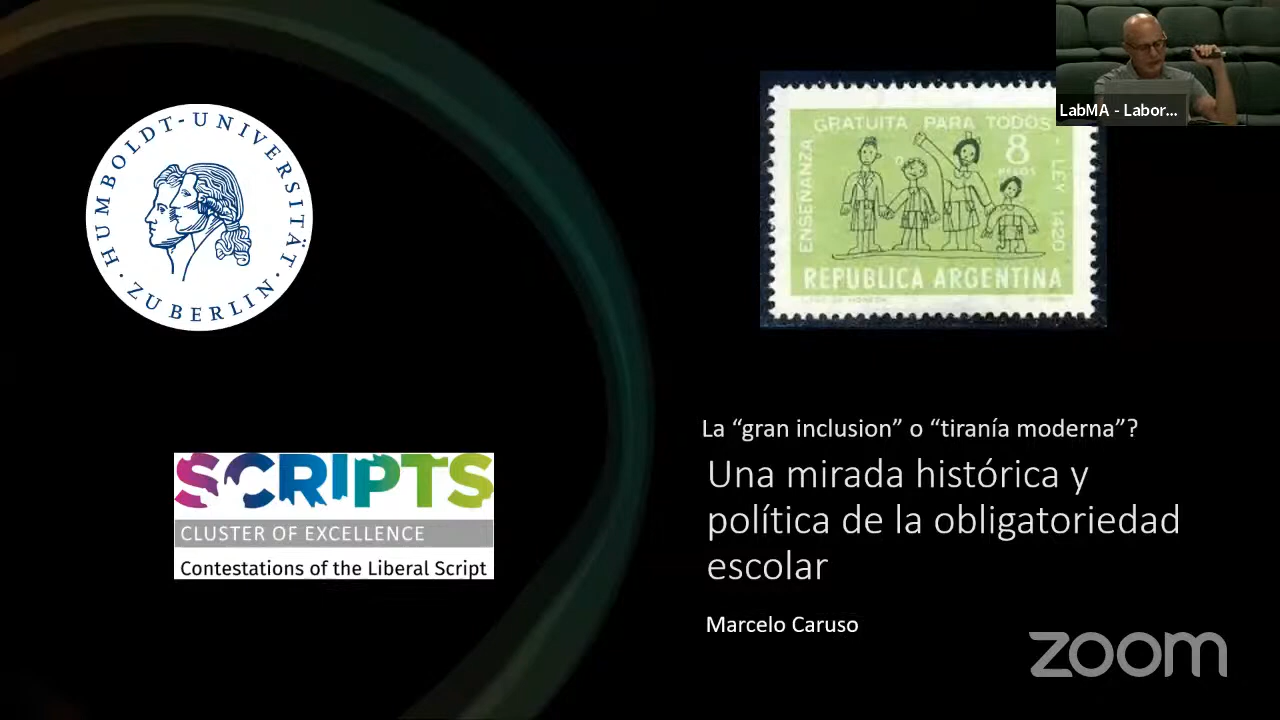 HUMBOLDT-UNIVERSITÄT
ZU BERLIN
SCRIPTS
CLUSTER OF EXCELLENCE
Contestations of the Liberal Script
ENSEÑANZA
GRATUITA PARA TODOS
- LEY 1420
8
PESOS
REPUBLICA ARGENTINA
LabMA - Labor...
La “gran inclusion” o “tiranía moderna”?
Una mirada histórica y
política de la obligatoriedad
escolar
Marcelo Caruso
zoom